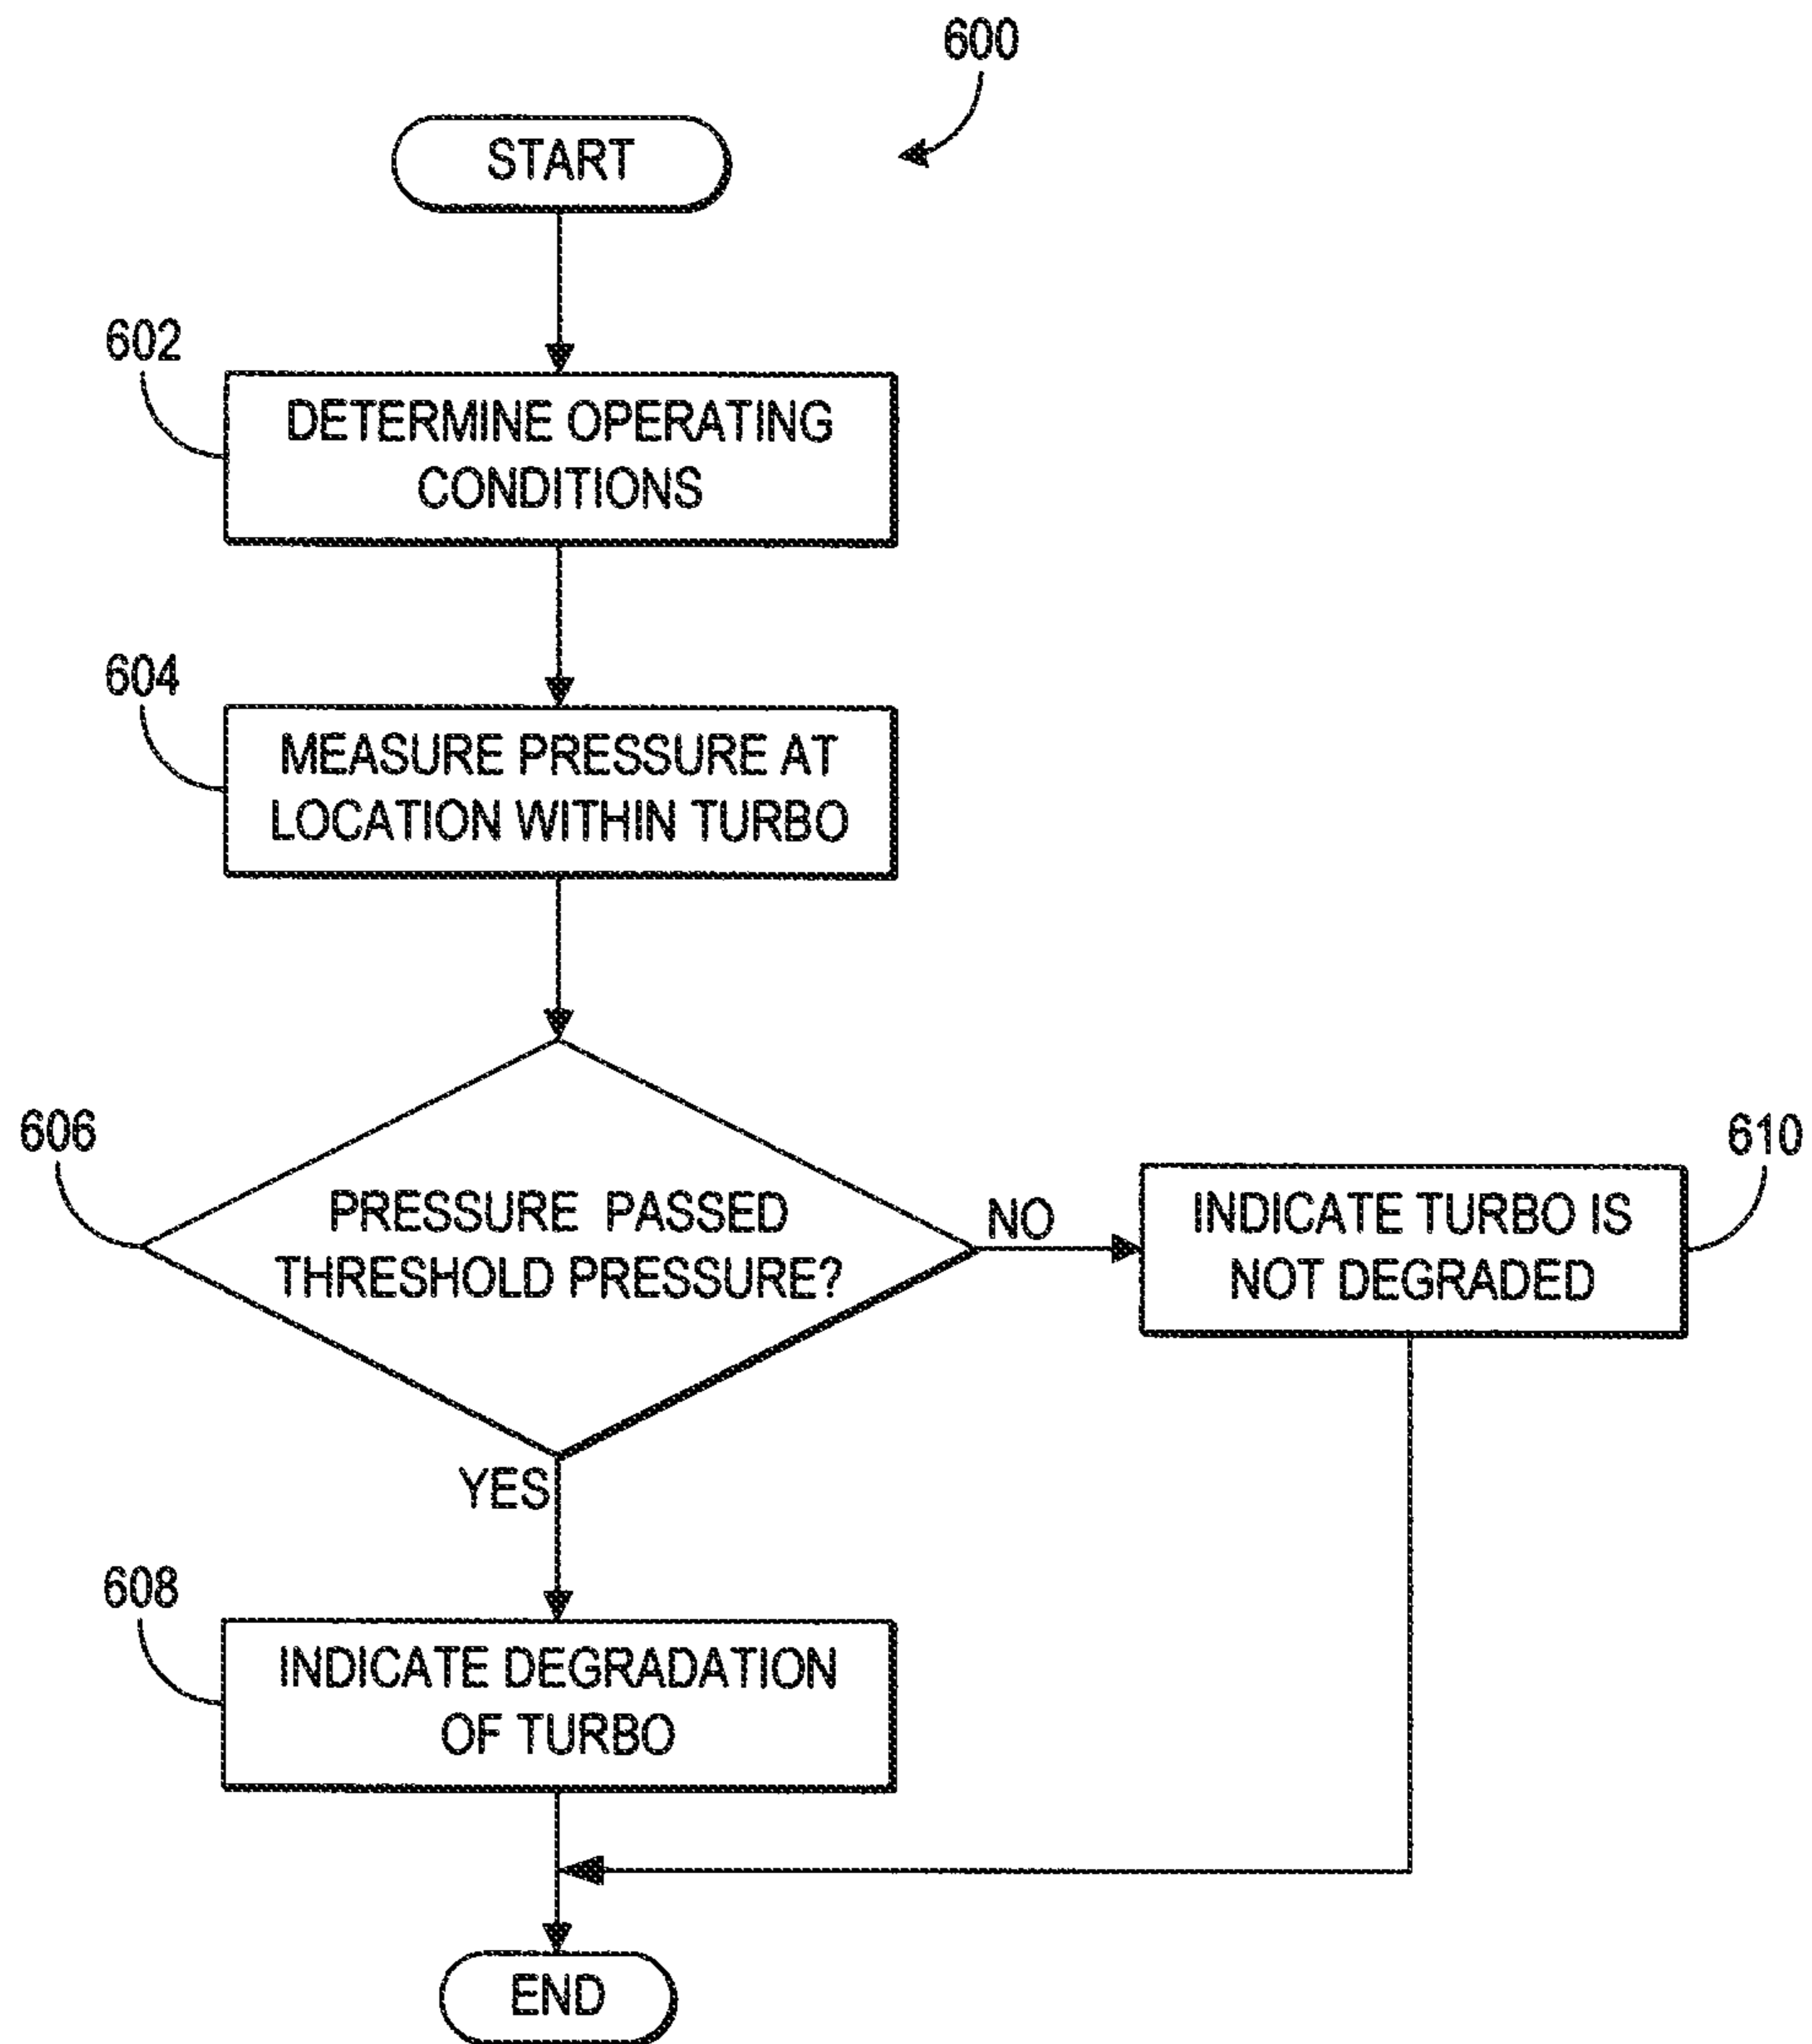 600
START
602
DETERMINE OPERATING
CONDITIONS
604
MEASURE PRESSURE AT
LOCATION WITHIN TURBO
606
PRESSURE PASSED
THRESHOLD PRESSURE?
NO
610
INDICATE TURBO IS
NOT DEGRADED
YES
608
INDICATE DEGRADATION
OF TURBO
END